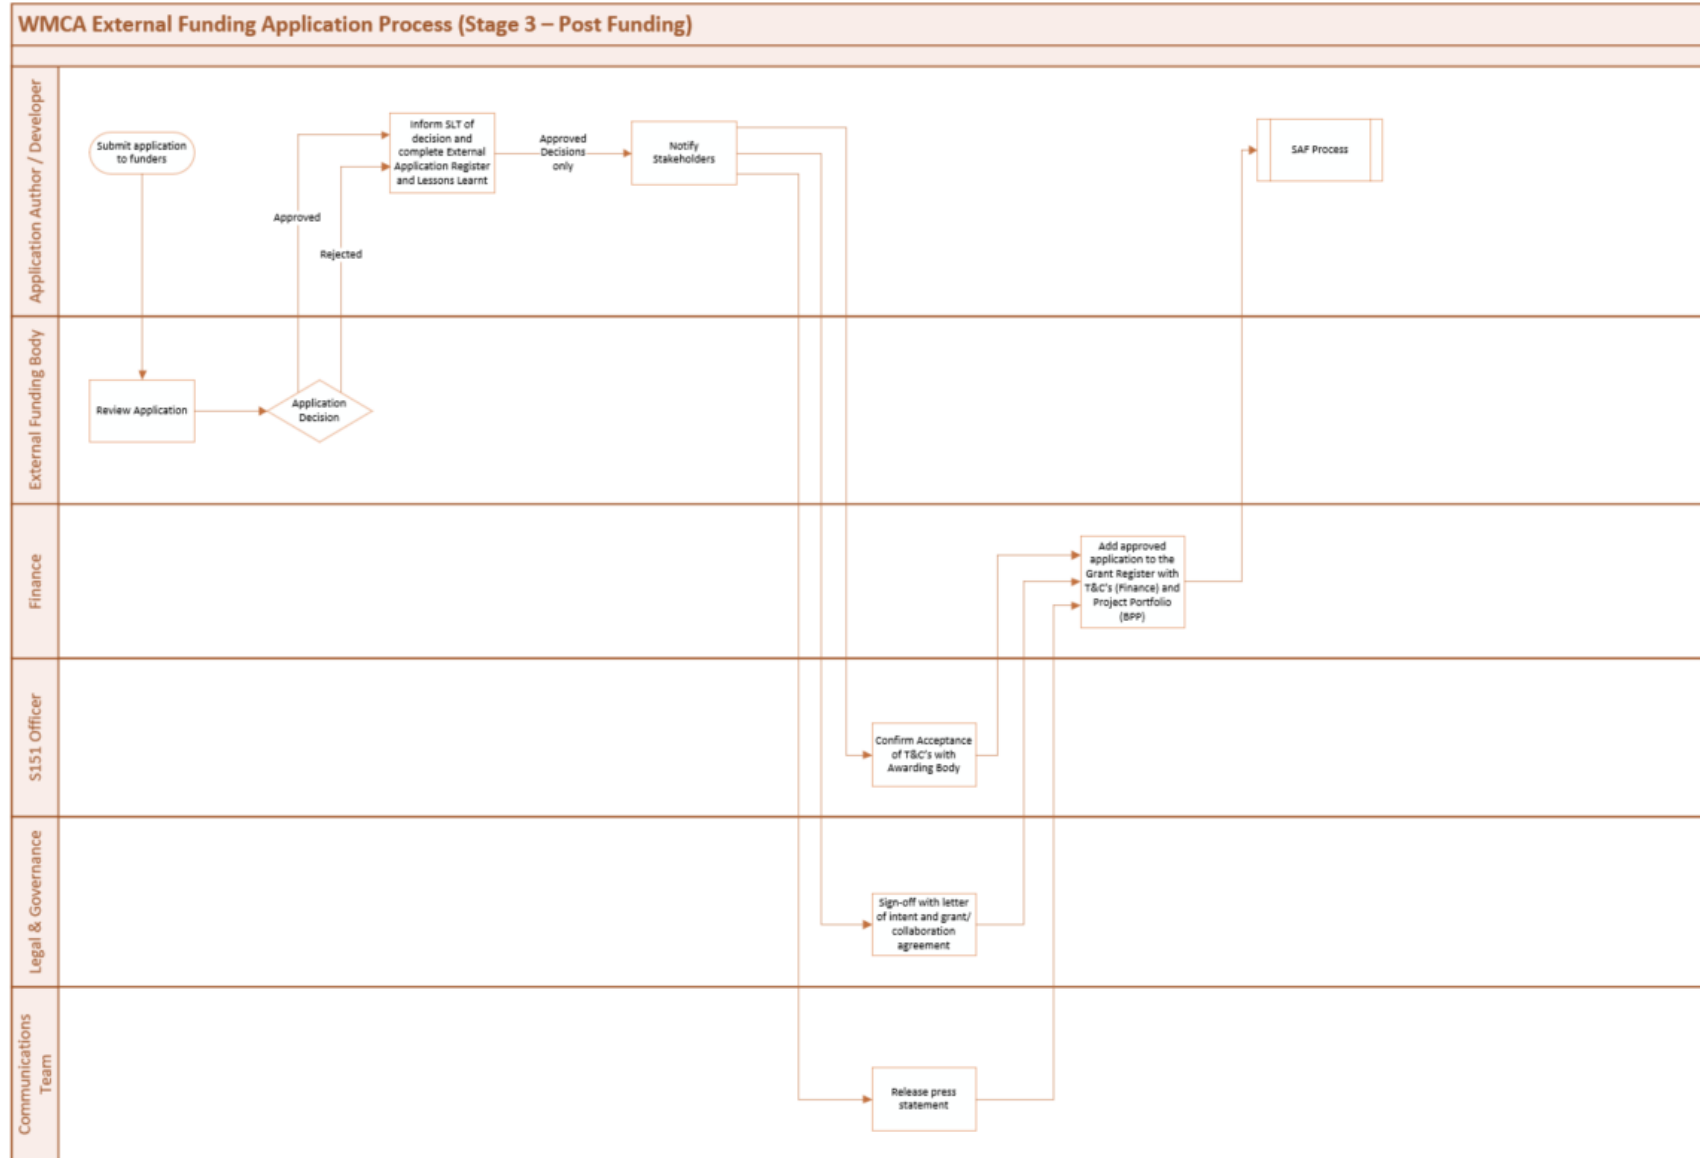 WMCA External Funding Application Process (Stage 3 – Post Funding)
Application Author / Developer
Submit application
to funders
Inform SLT of
decision and
complete External
Application Register
and Lessons Learnt
Approved
Decisions
only
Notify
Stakeholders
SAF Process
Approved
Rejected
External Funding Body
Review Application
Application
Decision
Finance
Add approved
application to the
Grant Register with
T&C's (Finance) and
Project Portfolio
(BPP)
S151 Officer
Confirm Acceptance
of T&C's with
Awarding Body
Legal & Governance
Sign-off with letter
of intent and grant/
collaboration
agreement
Communications
Team
Release press
statement